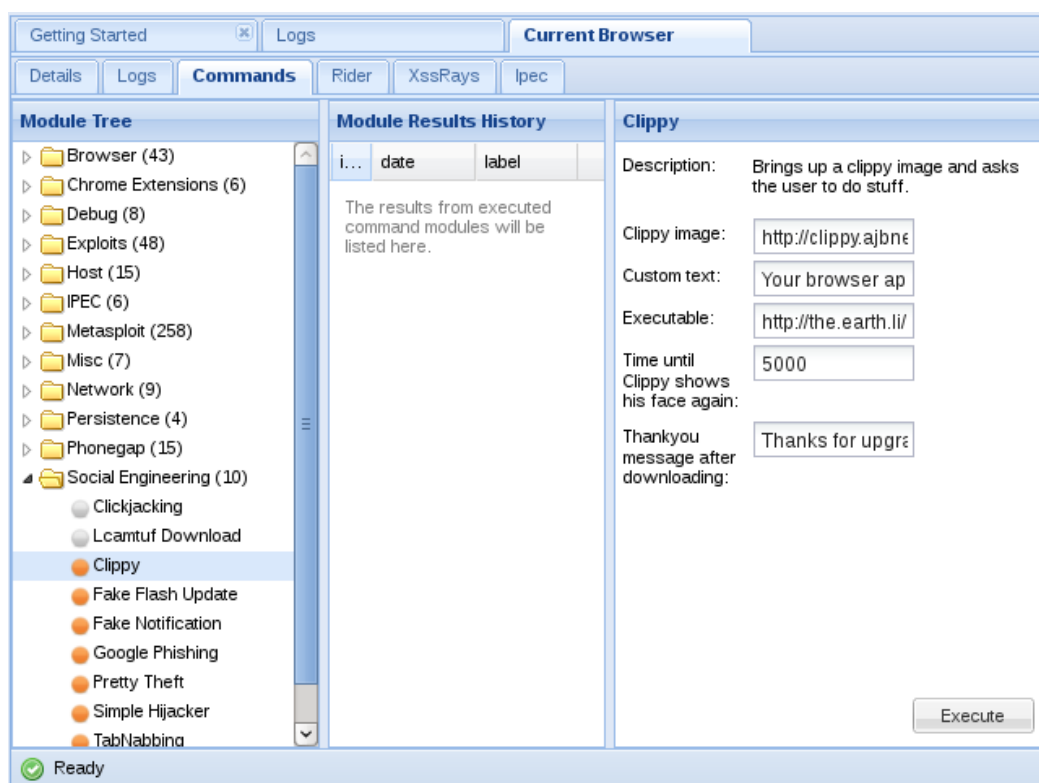 Getting Started
Logs
Current Browser
Details
Logs
Commands
Rider
XssRays
Ipec
Module Tree
Browser (43)
Chrome Extensions (6)
Debug (8)
Exploits (48)
Host (15)
IPEC (6)
Metasploit (258)
Misc (7)
Network (9)
Persistence (4)
Phonegap (15)
Social Engineering (10)
Clickjacking
Lcamtuf Download
Clippy
Fake Flash Update
Fake Notification
Google Phishing
Pretty Theft
Simple Hijacker
TabNabbing
Module Results History
i... date label
The results from executed
command modules will be
listed here.
Clippy
Description: Brings up a clippy image and asks
the user to do stuff.
Clippy image: http://clippy.ajbne
Custom text: Your browser ap
Executable: http://the.earth.li/
Time until
Clippy shows
his face again:
5000
Thankyou
message after
downloading:
Thanks for upgra
Execute
Ready